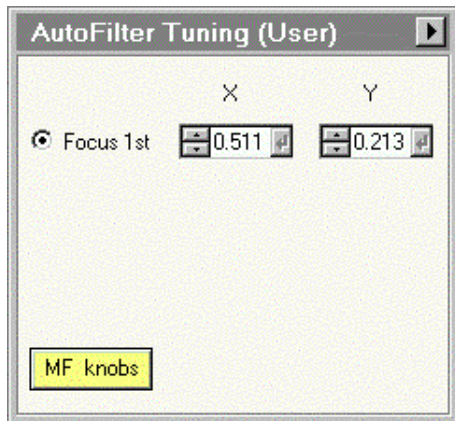 AutoFilter Tuning (User)
X Y
Focus 1st 0.511 0.213
MF knobs